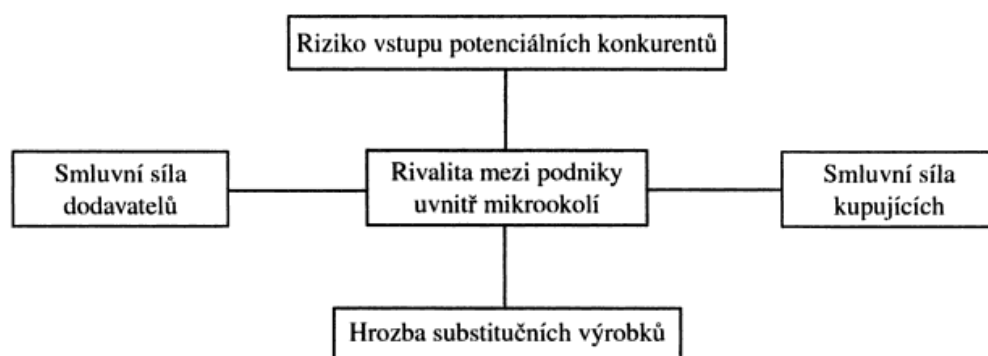 Riziko vstupu potenciálních konkurentů
Smluvní síla
dodavatelů
Rivalita mezi podniky
uvnitř mikrookolí
Smluvní síla
kupujících
Hrozba substitučních výrobků